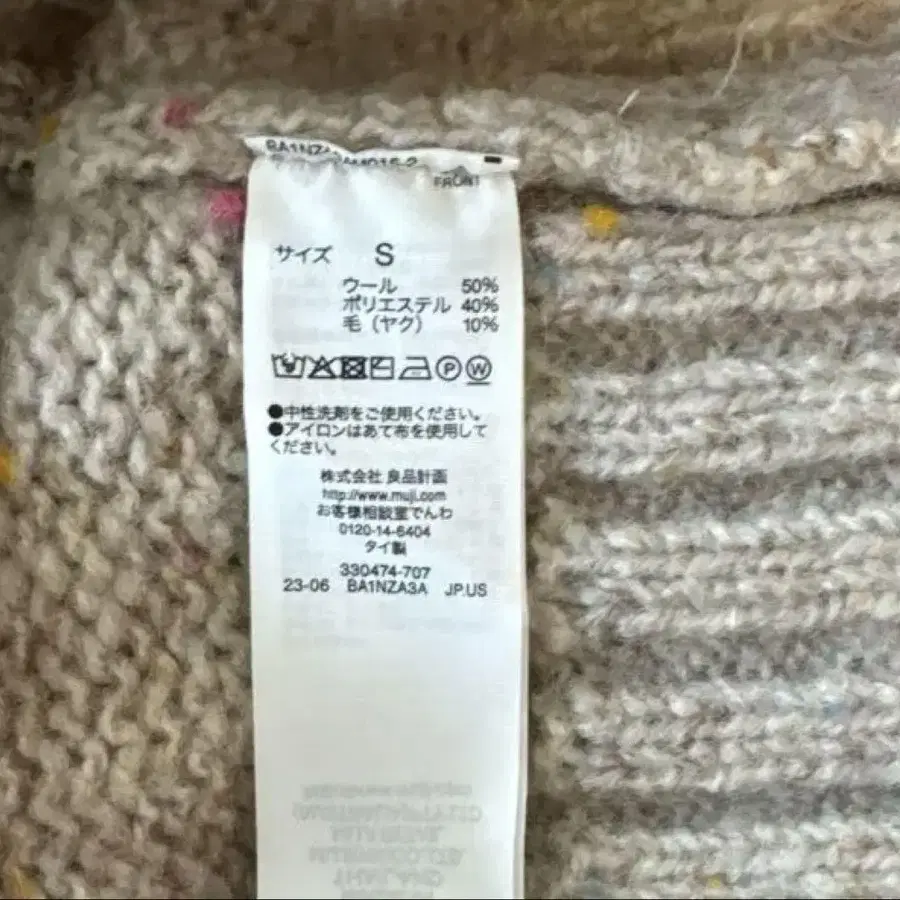 FRONT
サイズ S
ウール 50%
ポリエステル 40%
毛（ヤク） 10%
P W
●中性洗剤をご使用ください。
●アイロンはあて布を使用して
ください。
株式会社 良品計画
http://www.muji.com
お客様相談室でんわ
0120-14-6404
タイ製
330474-707
23-06 BA1NZA3A JP.US